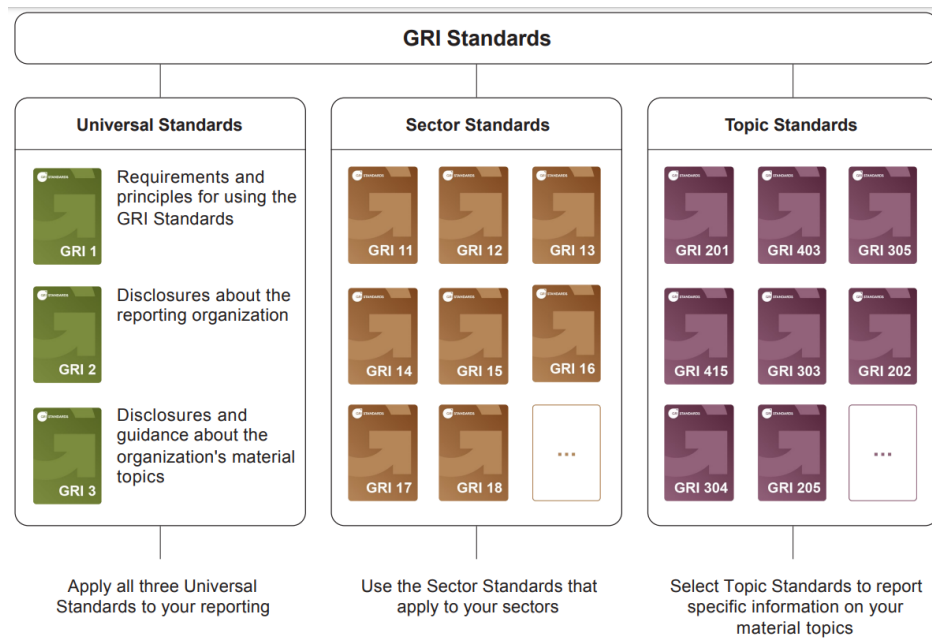 GRI Standards
Universal Standards
GRI 1
Requirements and
principles for using the
GRI Standards
GRI 2
Disclosures about the
reporting organization
GRI 3
Disclosures and
guidance about the
organization's material
topics
Apply all three Universal
Standards to your reporting
Sector Standards
GRI 11
GRI 12
GRI 13
GRI 14
GRI 15
GRI 16
GRI 17
GRI 18
...
Use the Sector Standards that
apply to your sectors
Topic Standards
GRI 201
GRI 403
GRI 305
GRI 415
GRI 303
GRI 202
GRI 304
GRI 205
...
Select Topic Standards to report
specific information on your
material topics